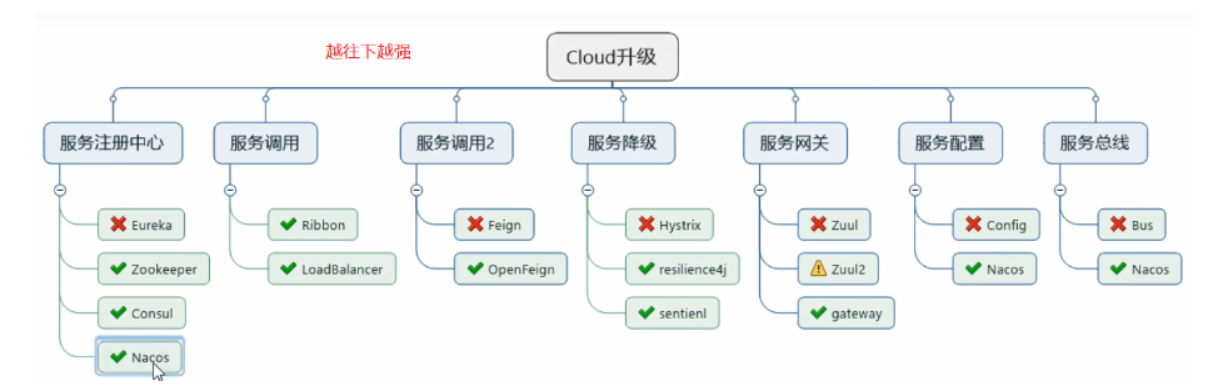 越往下越强
Cloud升级
服务注册中心
服务调用
服务调用2
服务降级
服务网关
服务配置
服务总线
Eureka
Ribbon
Feign
Hystrix
Zuul
Config
Bus
Zookeeper
LoadBalancer
OpenFeign
resilience4j
Zuul2
Nacos
Nacos
Consul
sentienl
gateway
Nacos